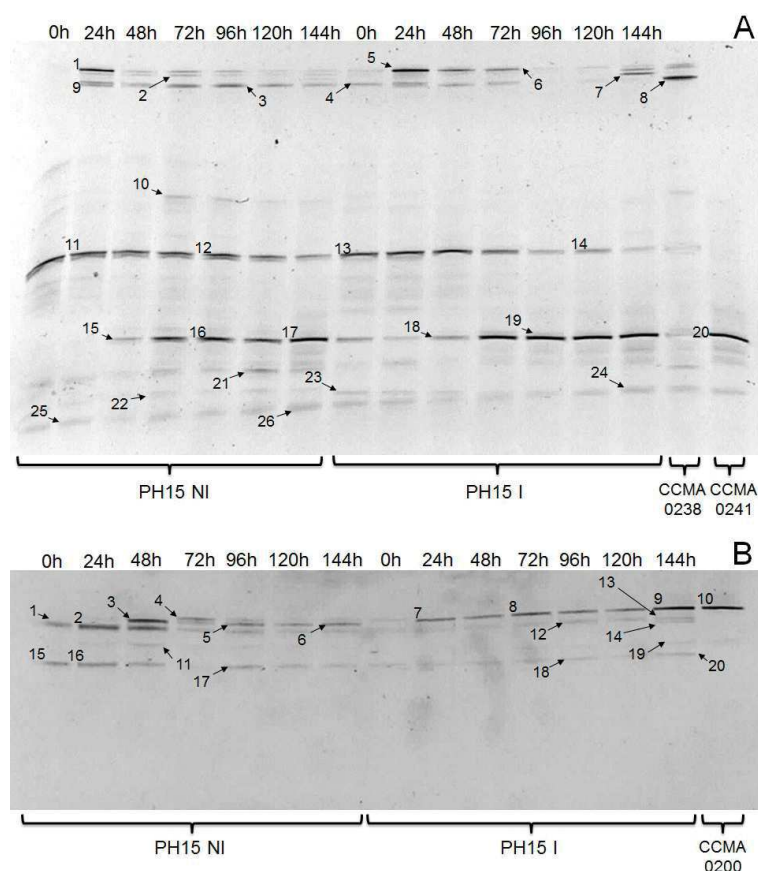 A
0h 24h 48h 72h 96h 120h 144h 0h 24h 48h 72h 96h 120h 144h
1 5
2 3 4 6 7 8
9
10
11 12 13 14
15 16 17 18 19 20
21 22 23 24
25 26
PH15 NI PH15 I CCMA CCMA
0238 0241
B
0h 24h 48h 72h 96h 120h 144h 0h 24h 48h 72h 96h 120h 144h
13
1 2 3 4 5 6 7 8 9 10
11 12 14
15 16 17 18 19 20
PH15 NI PH15 I CCMA
0200